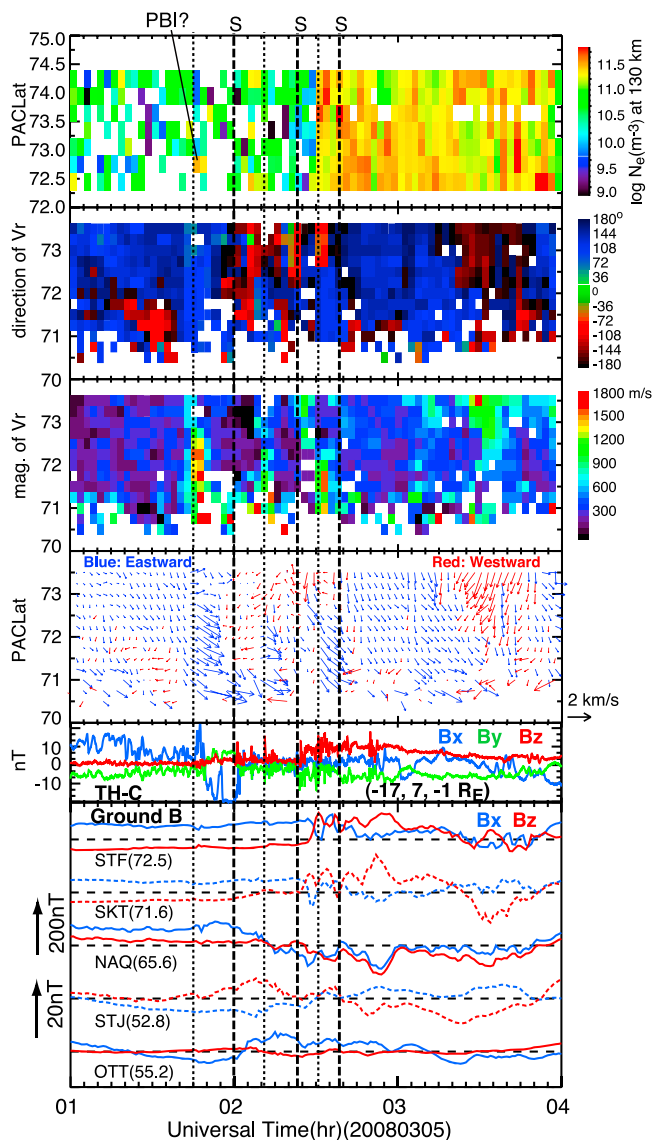 PBI? S S S
75.0
74.5
74.0
73.5
73.0
72.5
72.0
PACLat
11.5
11.0
10.5
10.0
9.5
9.0
log Ne(m-3) at 130 km
73
72
71
70
direction of Vr
180o
144
108
72
36
0
-36
-72
-108
-144
-180
73
72
71
70
mag. of Vr
1800 m/s
1500
1200
900
600
300
Blue: Eastward Red: Westward
73
72
71
70
PACLat
2 km/s
10
0
-10
nT
Bx By Bz
TH-C (-17, 7, -1 RE)
Ground B Bx Bz
STF(72.5)
SKT(71.6)
NAQ(65.6)
STJ(52.8)
OTT(55.2)
200nT
20nT
01 02 03 04
Universal Time(hr)(20080305)